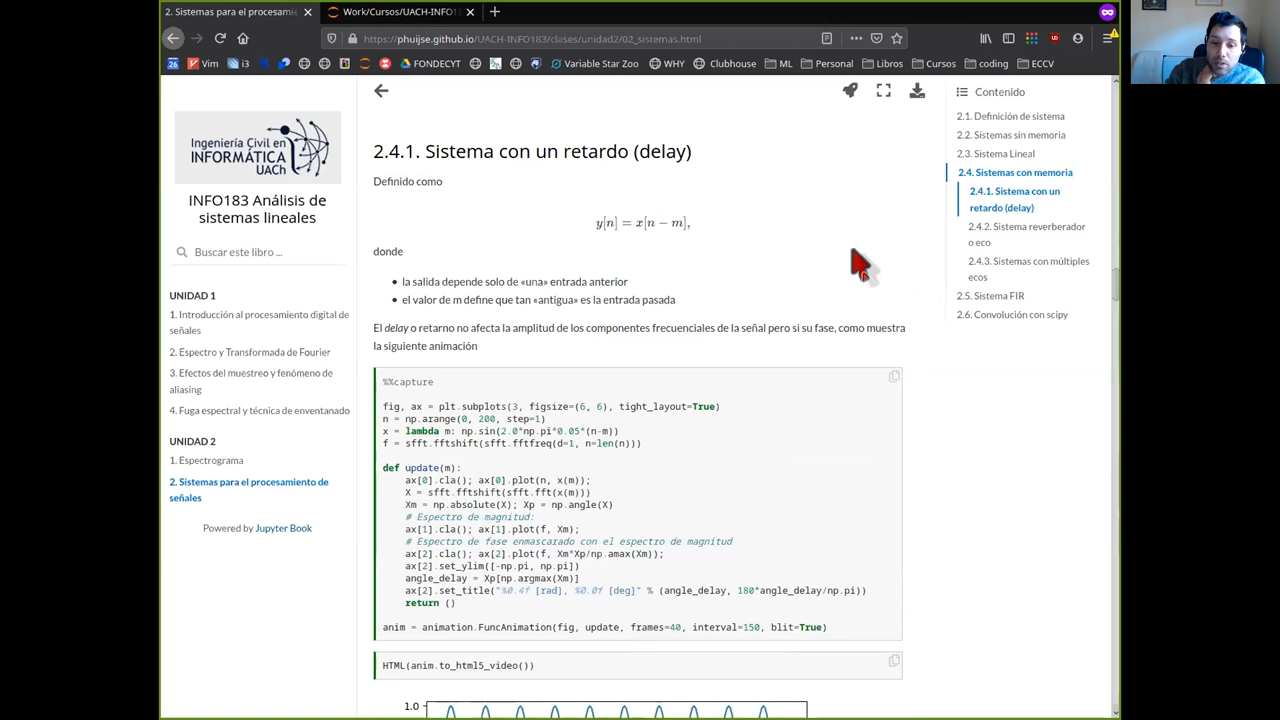 2. Sistemas para el procesamie
Work/Cursos/UACH-INFO1
https://phuijse.github.io/UACH-INFO183/clases/unidad2/02_sistemas.html
Vim
i3
FONDECYT
Variable Star Zoo
WHY
Clubhouse
ML
Personal
Libros
Cursos
coding
ECCV
Ingeniería Civil en
INFORMÁTICA
UACh
INFO183 Análisis de
sistemas lineales
Buscar este libro ...
UNIDAD 1
1. Introducción al procesamiento digital de
señales
2. Espectro y Transformada de Fourier
3. Efectos del muestreo y fenómeno de
aliasing
4. Fuga espectral y técnica de enventanado
UNIDAD 2
1. Espectrograma
2. Sistemas para el procesamiento de
señales
Powered by Jupyter Book
2.4.1. Sistema con un retardo (delay)
Definido como
y[n] = x[n − m],
donde
• la salida depende solo de «una» entrada anterior
• el valor de m define que tan «antigua» es la entrada pasada
El delay o retarno no afecta la amplitud de los componentes frecuenciales de la señal pero si su fase, como muestra
la siguiente animación
%%capture
fig, ax = plt.subplots(3, figsize=(6, 6), tight_layout=True)
n = np.arange(0, 200, step=1)
x = lambda m: np.sin(2.0*np.pi*0.05*(n-m))
f = sfft.fftshift(sfft.fftfreq(d=1, n=len(n)))
def update(m):
ax[0].cla(); ax[0].plot(n, x(m));
X = sfft.fftshift(sfft.fft(x(m)))
Xm = np.absolute(X); Xp = np.angle(X)
# Espectro de magnitud:
ax[1].cla(); ax[1].plot(f, Xm);
# Espectro de fase enmascarado con el espectro de magnitud
ax[2].cla(); ax[2].plot(f, Xm*Xp/np.amax(Xm));
ax[2].set_ylim([-np.pi, np.pi])
angle_delay = Xp[np.argmax(Xm)]
ax[2].set_title("%0.4f [rad], %0.0f [deg]" % (angle_delay, 180*angle_delay/np.pi))
return ()
anim = animation.FuncAnimation(fig, update, frames=40, interval=150, blit=True)
HTML(anim.to_html5_video())
1.0
Contenido
2.1. Definición de sistema
2.2. Sistemas sin memoria
2.3. Sistema Lineal
2.4. Sistemas con memoria
2.4.1. Sistema con un
retardo (delay)
2.4.2. Sistema reverberador
o eco
2.4.3. Sistemas con múltiples
ecos
2.5. Sistema FIR
2.6. Convolución con scipy